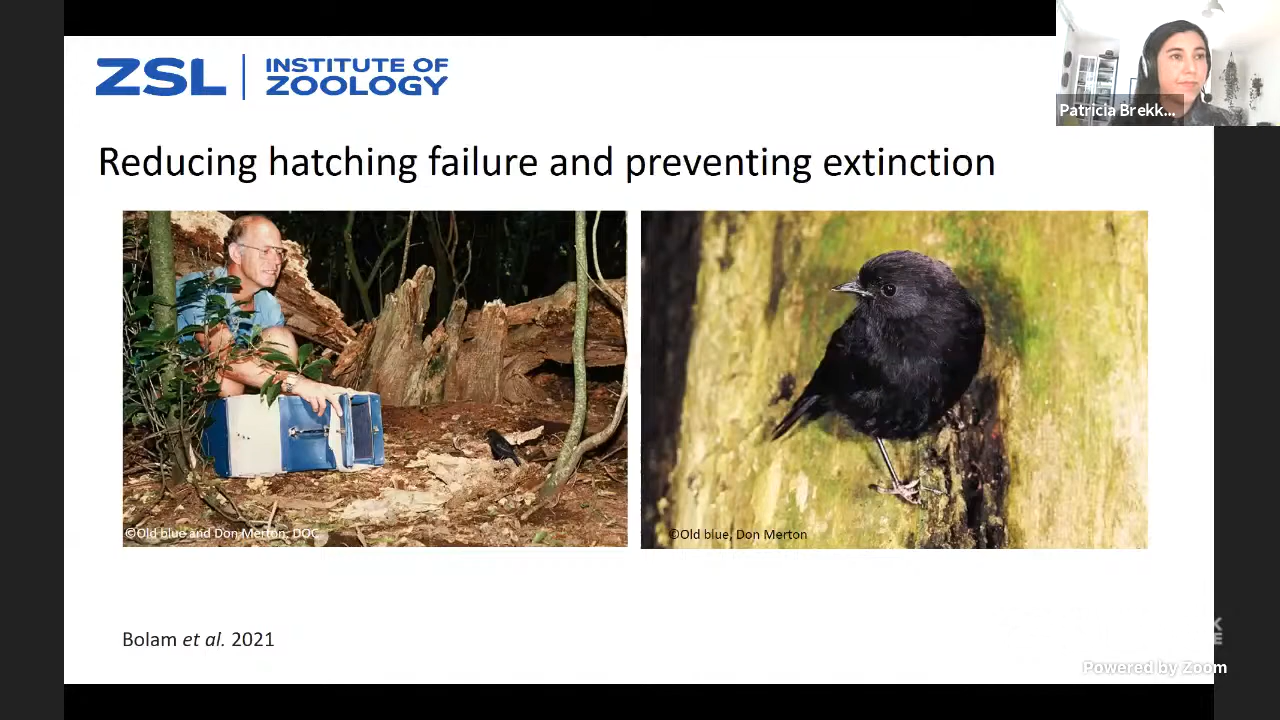 ZSL
INSTITUTE OF
ZOOLOGY
Patricia Brekk...
Reducing hatching failure and preventing extinction
©Old blue and Don Merton, DOC
©Old blue, Don Merton
Bolam et al. 2021
K
E
Powered by Zoom